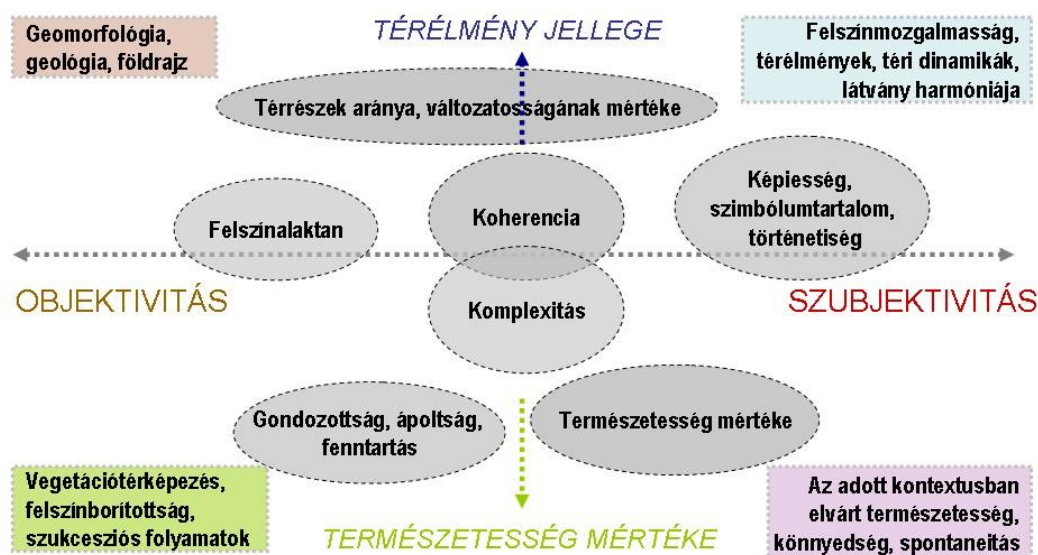 Geomorfológia,
geológia, földrajz
TÉRÉLMÉNY JELLEGE
Felszínmozgalmasság,
térélmények, téri dinamikák,
látvány harmóniája
Térrészek aránya, változatosságának mértéke
Felszínalaktan
Koherencia
Képiesség,
szimbólumtartalom,
történetiség
OBJEKTIVITÁS
Komplexitás
SZUBJEKTIVITÁS
Gondozottság, ápoltság,
fenntartás
Természetesség mértéke
Vegetációtérképezés,
felszínborítottság,
szukcessziós folyamatok
TERMÉSZETESSÉG MÉRTÉKE
Az adott kontextusban
elvárt természetesség,
könnyedség, spontaneitás